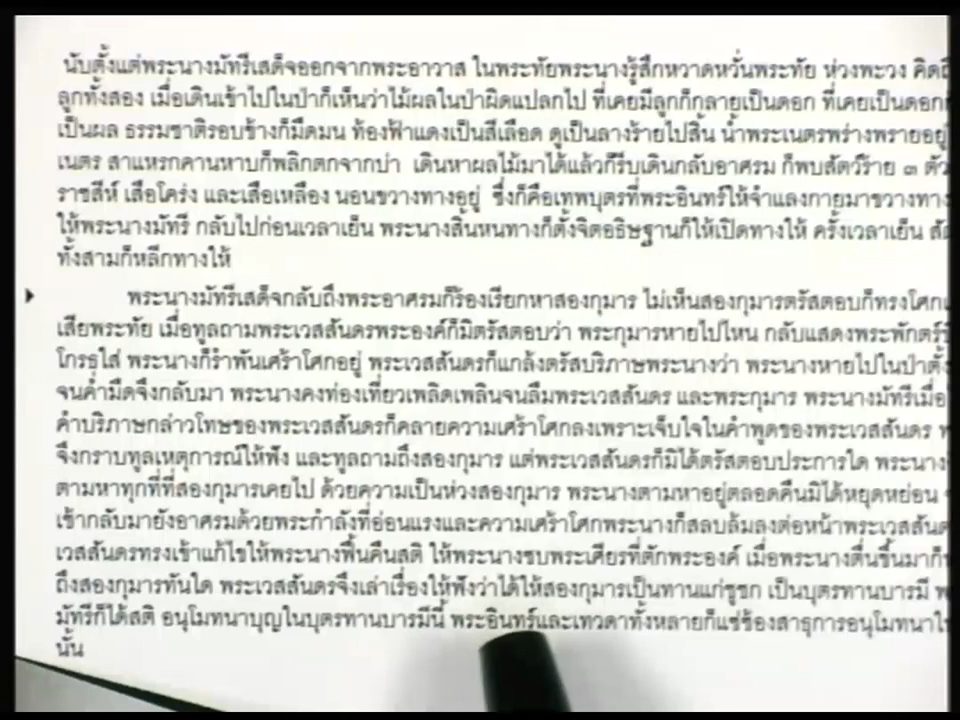 นับตั้งแต่พระนางมัทรีเสด็จออกจากพระอาวาส ในพระทัยพระนางรู้สึกหวาดหวั่นพระทัย ห่วงพะวง
ลูกทั้งสอง เมื่อเดินเข้าไปในป่าก็เห็นว่าไม้ผลในป่าผิดแปลกไป ที่เคยมีลูกก็กลายเป็นดอก ที่เคยเป็นดอก
เป็นผล ธรรมชาติรอบข้างก็มืดมน ท้องฟ้าแดงเป็นสีเลือด ดูเป็นลางร้ายไปสิ้น น้ำพระเนตรพร่างพรายอยู่
เนตร สาแหรกคานหาบก็พลิกตกจากบ่า เดินหาผลไม้มาได้แล้วก็รีบเดินกลับอาศรม ก็พบสัตว์ร้าย ๓ ตัว
ราชสีห์ เสือโคร่ง และเสือเหลือง นอนขวางทางอยู่ ซึ่งก็คือเทพบุตรที่พระอินทร์ให้จำแลงกายมาขวางทาง
ให้พระนางมัทรี กลับไปก่อนเวลาเย็น พระนางสิ้นหนทางก็ตั้งจิตอธิษฐานก็ให้เปิดทางให้ ครั้งเวลาเย็น
ทั้งสามก็หลีกทางให้
พระนางมัทรีเสด็จกลับถึงพระอาศรมก็ร้องเรียกหาสองกุมาร ไม่เห็นสองกุมารตรัสตอบก็ทรงโศก
เสียพระทัย เมื่อทูลถามพระเวสสันดรพระองค์ก็มิตรัสตอบว่า พระกุมารหายไปไหน กลับแสดงพระพักตร์
โกรธใส่ พระนางก็รำพันเศร้าโศกอยู่ พระเวสสันดรก็แกล้งตรัสบริภาษพระนางว่า พระนางหายไปในป่าตั้ง
จนค่ำมืดจึงกลับมา พระนางคงท่องเที่ยวเพลิดเพลินจนลืมพระเวสสันดร และพระกุมาร พระนางมัทรีเมื่อ
คำบริภาษกล่าวโทษของพระเวสสันดรก็คลายความเศร้าโศกลงเพราะเจ็บใจในคำพูดของพระเวสสันดร
จึงกราบทูลเหตุการณ์ให้ฟัง และทูลถามถึงสองกุมาร แต่พระเวสสันดรก็มิได้ตรัสตอบประการใด พระนาง
ตามหาทุกที่ที่สองกุมารเคยไป ด้วยความเป็นห่วงสองกุมาร พระนางตามหาอยู่ตลอดคืนมิได้หยุดหย่อน
เช้ากลับมายังอาศรมด้วยพระกำลังที่อ่อนแรงและความเศร้าโศกพระนางก็สลบล้มลงต่อหน้าพระเวสสันดร
เวสสันดรทรงเข้าแก้ไขให้พระนางฟื้นคืนสติ ให้พระนางซบพระเศียรที่ตักพระองค์ เมื่อพระนางตื่นขึ้นมาก็
ถึงสองกุมารทันใด พระเวสสันดรจึงเล่าเรื่องให้ฟังว่าได้ให้สองกุมารเป็นทานแก่ชูชก เป็นบุตรทานบารมี
มัทรีก็ได้สติ อนุโมทนาบุญในบุตรทานบารมีนี้ พระอินทร์และเทวดาทั้งหลายก็แซ่ซ้องสาธุการอนุโมทนา
นั้น